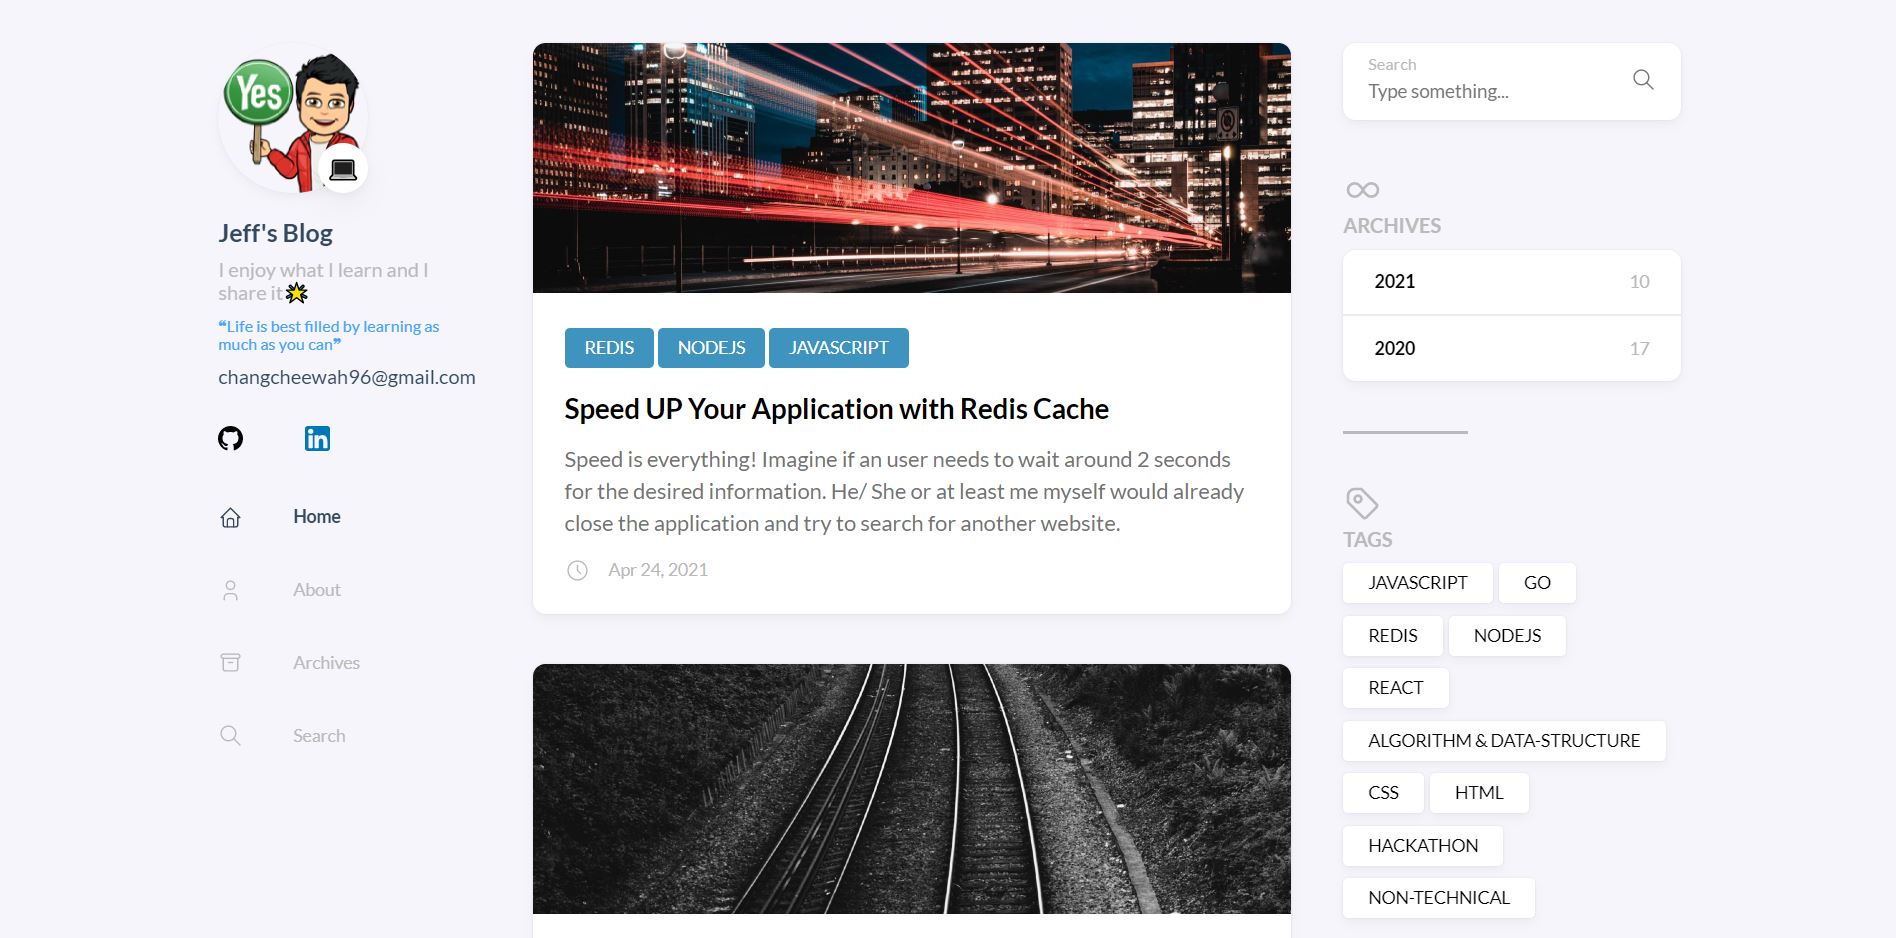 Yes
Jeff's Blog
I enjoy what I learn and I
share it🌟
❝Life is best filled by learning as
much as you can❞
changcheewah96@gmail.com
Home
About
Archives
Search
REDIS NODEJS JAVASCRIPT
Speed UP Your Application with Redis Cache
Speed is everything! Imagine if an user needs to wait around 2 seconds
for the desired information. He/ She or at least me myself would already
close the application and try to search for another website.
Apr 24, 2021
Search
Type something...
ARCHIVES
2021 10
2020 17
TAGS
JAVASCRIPT GO
REDIS NODEJS
REACT
ALGORITHM & DATA-STRUCTURE
CSS HTML
HACKATHON
NON-TECHNICAL